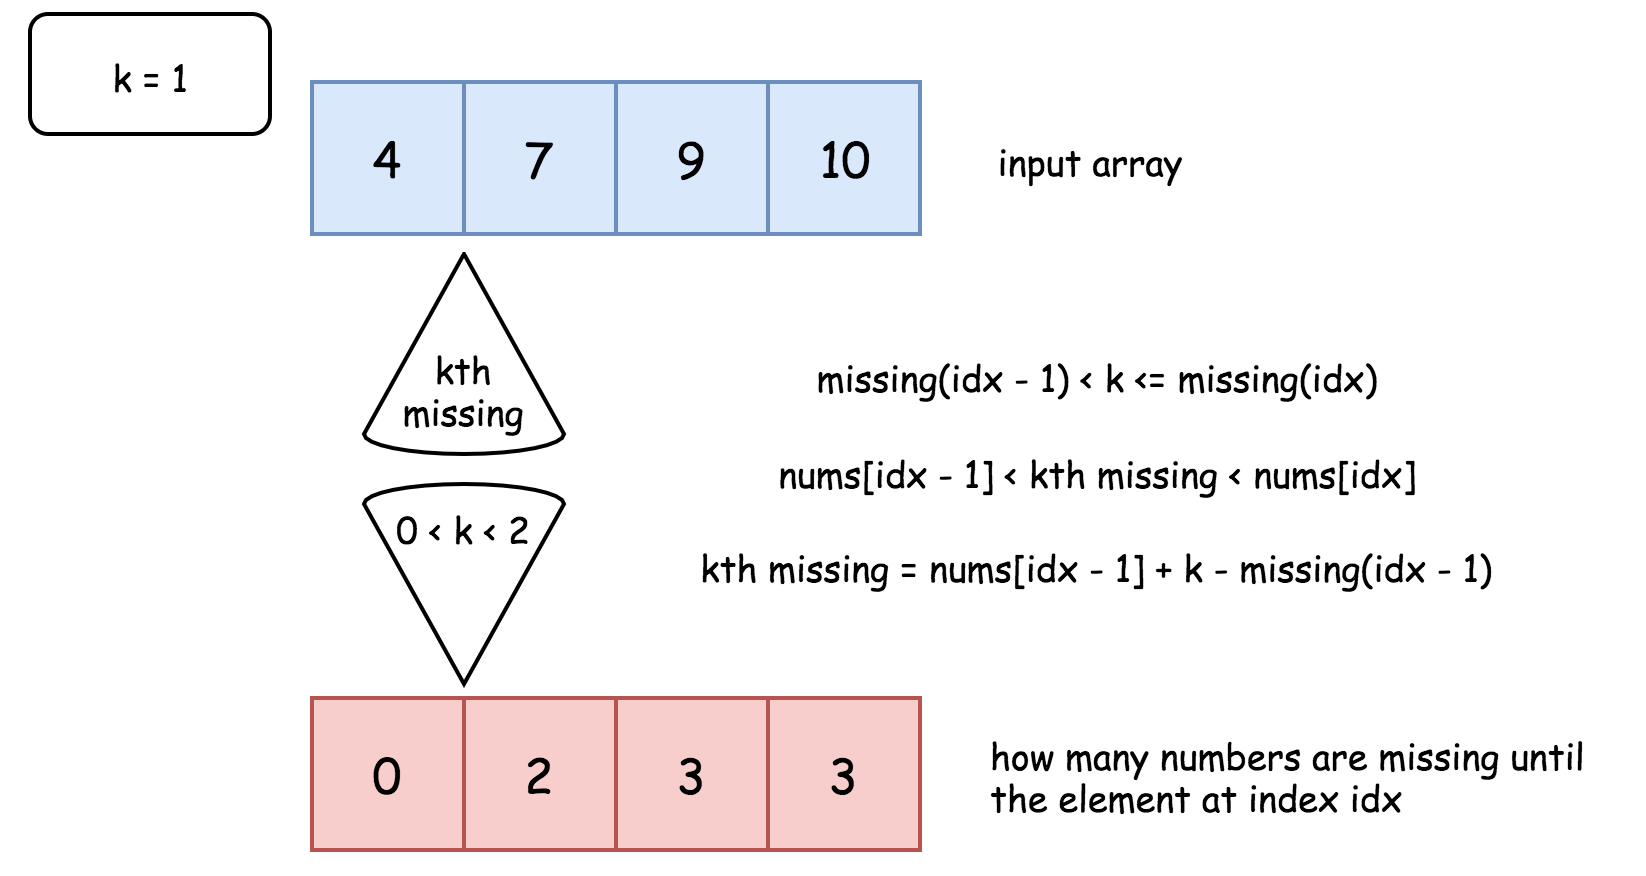 k = 1
4 7 9 10
input array
kth
missing
missing(idx - 1) < k <= missing(idx)
nums[idx - 1] < kth missing < nums[idx]
0 < k < 2
kth missing = nums[idx - 1] + k - missing(idx - 1)
0 2 3 3
how many numbers are missing until
the element at index idx